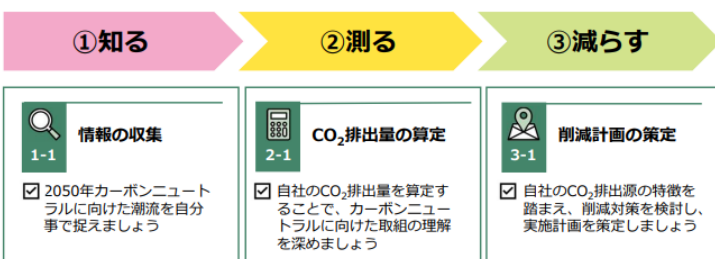 ①知る
②測る
③減らす
1-1
情報の収集
2050年カーボンニュート
ラルに向けた潮流を自分
事で捉えましょう
2-1
CO₂排出量の算定
自社のCO₂排出量を算定す
ることで、カーボンニュー
トラルに向けた取組の理解
を深めましょう
3-1
削減計画の策定
自社のCO₂排出源の特徴を
踏まえ、削減対策を検討し、
実施計画を策定しましょう